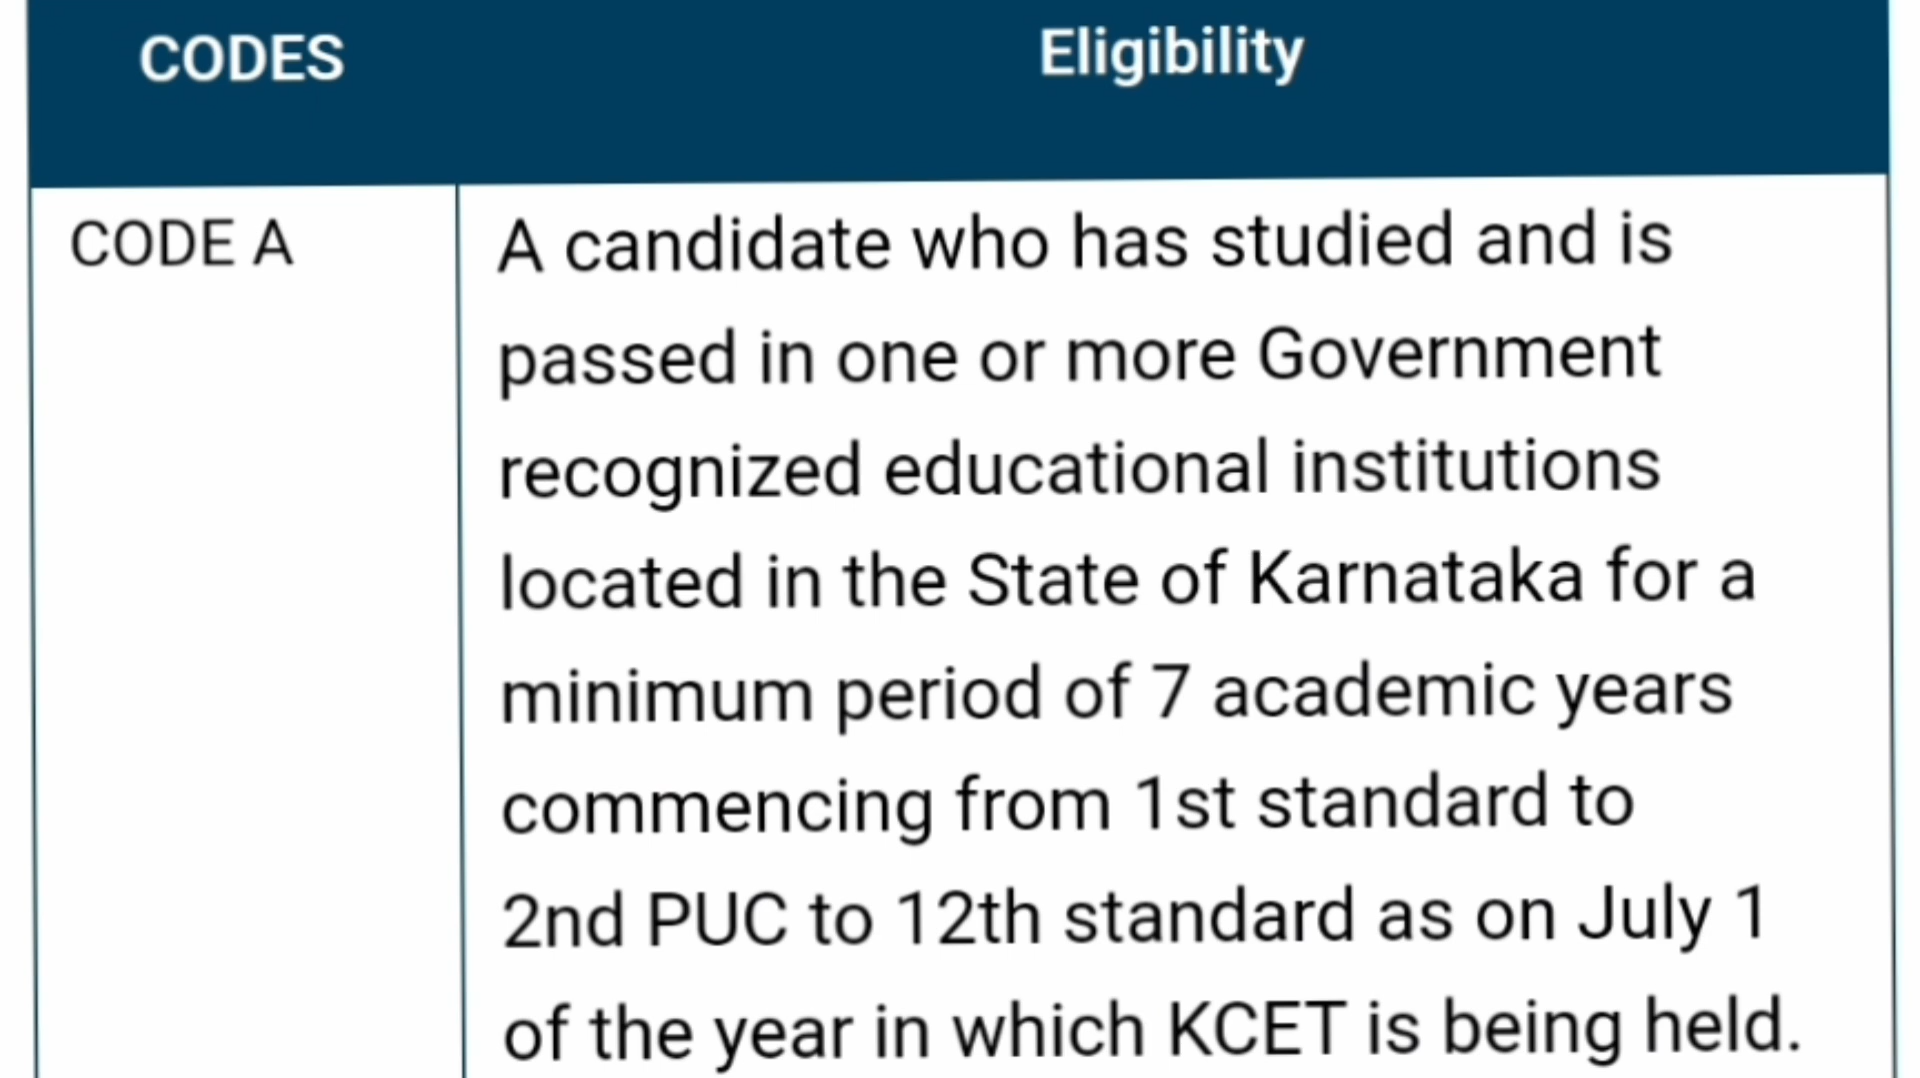 CODES Eligibility
CODE A A candidate who has studied and is
passed in one or more Government
recognized educational institutions
located in the State of Karnataka for a
minimum period of 7 academic years
commencing from 1st standard to
2nd PUC to 12th standard as on July 1
of the year in which KCET is being held.